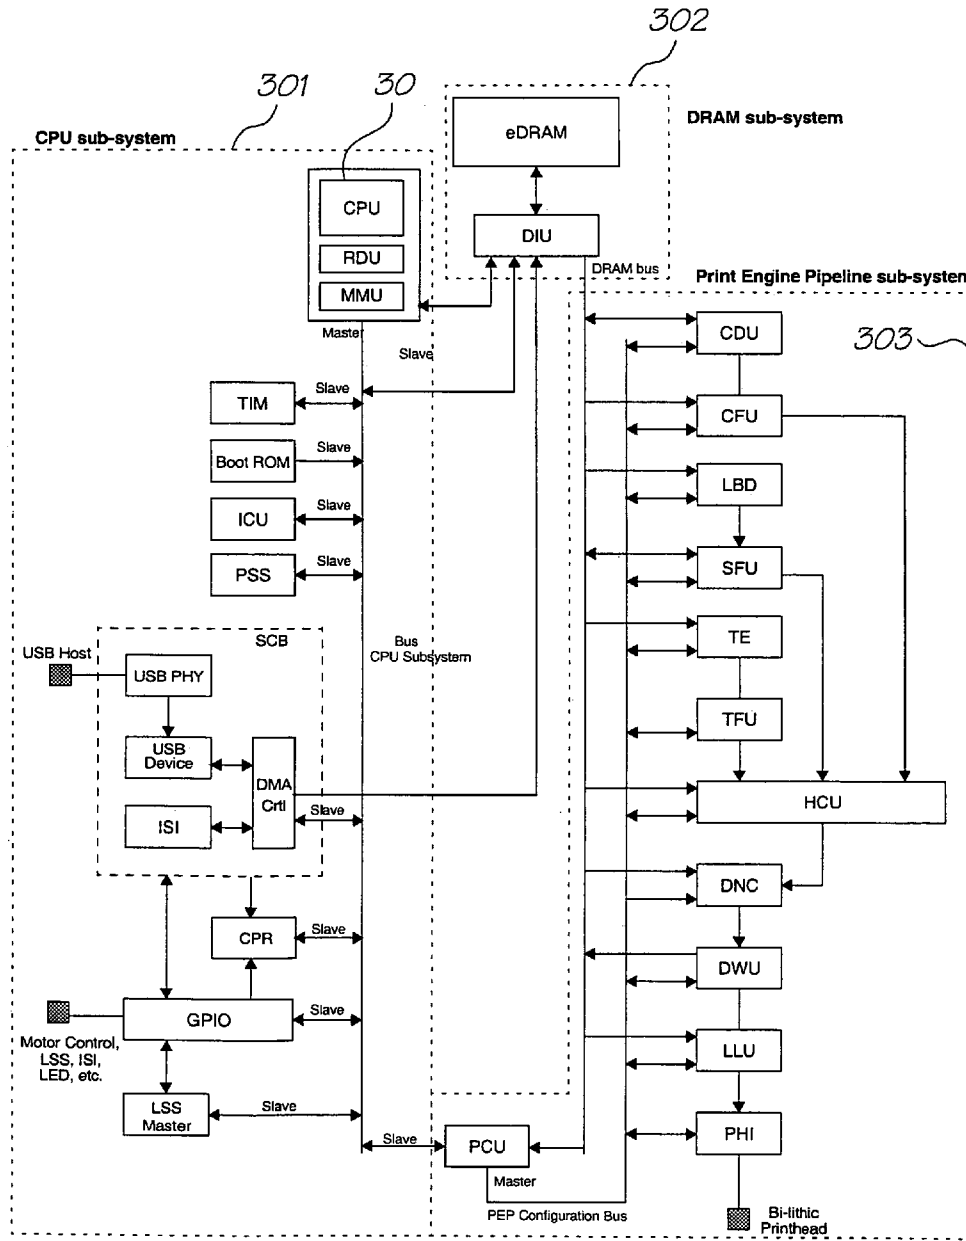 302
301
30
CPU sub-system
DRAM sub-system
eDRAM
CPU
DIU
RDU
DRAM bus
MMU
Print Engine Pipeline sub-system
Master
Slave
CDU
303
TIM
Slave
CFU
Boot ROM
Slave
LBD
ICU
Slave
PSS
Slave
SFU
SCB
Bus
CPU Subsystem
TE
USB Host
USB PHY
TFU
USB
Device
DMA
Crtl
HCU
ISI
Slave
DNC
CPR
Slave
DWU
GPIO
Slave
Motor Control,
LSS, ISI,
LED, etc.
LLU
LSS
Master
Slave
PHI
Slave
PCU
Master
PEP Configuration Bus
Bi-lithic
Printhead